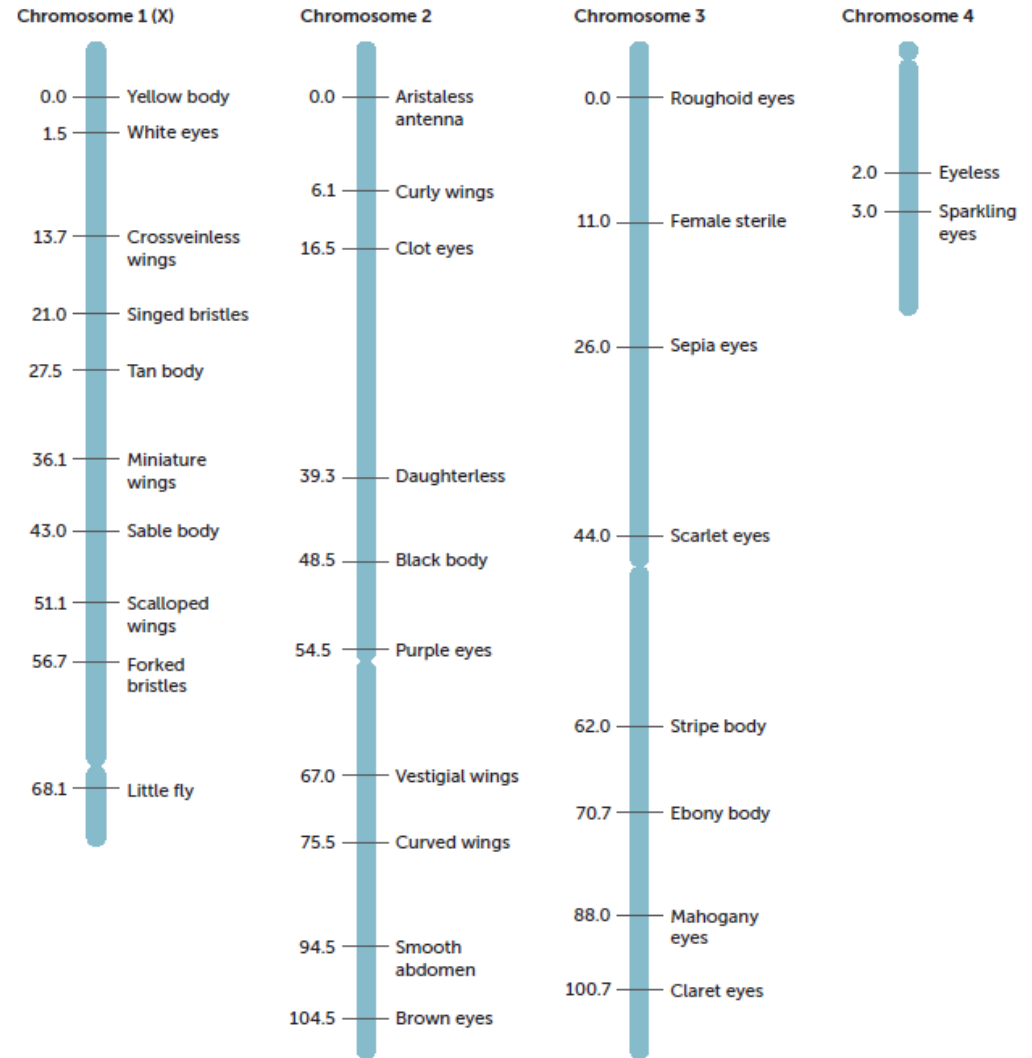 Chromosome 1 (X)
0.0 Yellow body
1.5 White eyes
13.7 Crossveinless
wings
21.0 Singed bristles
27.5 Tan body
36.1 Miniature
wings
43.0 Sable body
51.1 Scalloped
wings
56.7 Forked
bristles
68.1 Little fly
Chromosome 2
0.0 Aristaless
antenna
6.1 Curly wings
16.5 Clot eyes
39.3 Daughterless
48.5 Black body
54.5 Purple eyes
67.0 Vestigial wings
75.5 Curved wings
94.5 Smooth
abdomen
104.5 Brown eyes
Chromosome 3
0.0 Roughoid eyes
11.0 Female sterile
26.0 Sepia eyes
44.0 Scarlet eyes
62.0 Stripe body
70.7 Ebony body
88.0 Mahogany
eyes
100.7 Claret eyes
Chromosome 4
2.0 Eyeless
3.0 Sparkling
eyes